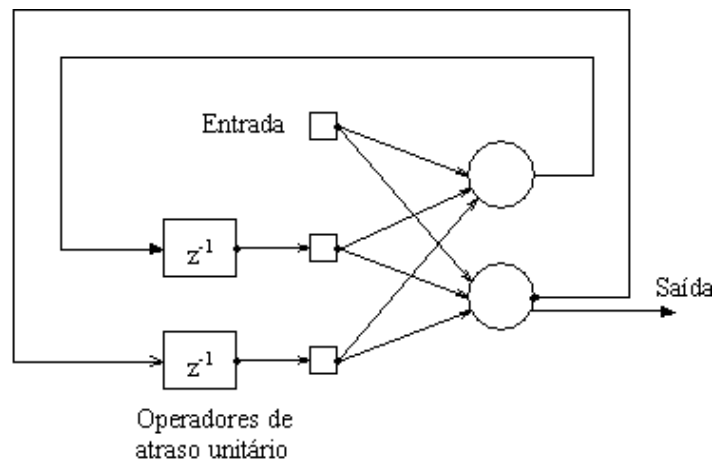 Entrada
z⁻¹
Saída
z⁻¹
Operadores de
atraso unitário